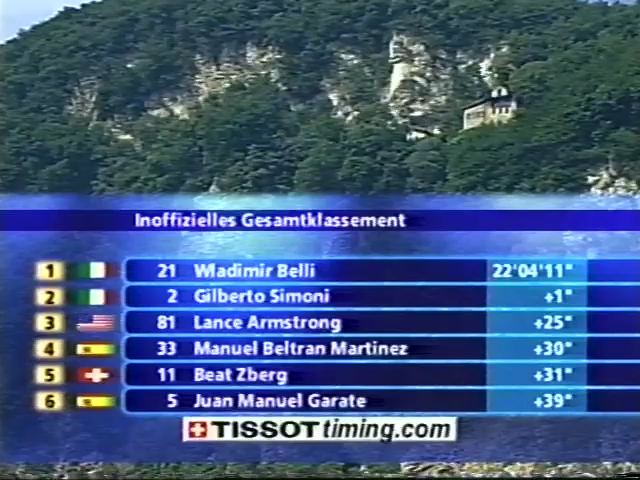 Inoffizielles Gesamtklassement
1 21 Wladimir Belli 22'04'11"
2 2 Gilberto Simoni +1"
3 81 Lance Armstrong +25"
4 33 Manuel Beltran Martinez +30"
5 11 Beat Zberg +31"
6 5 Juan Manuel Garate +39"
TISSOTtiming.com